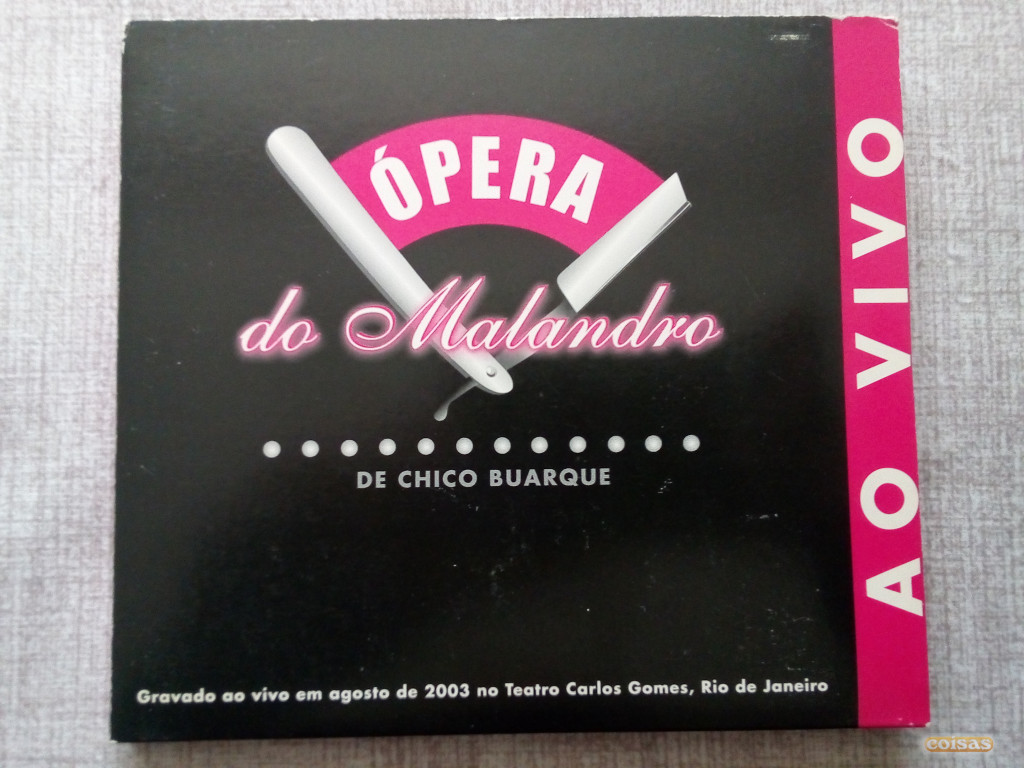 ÓPERA
do Malandro
DE CHICO BUARQUE
Gravado ao vivo em agosto de 2003 no Teatro Carlos Gomes, Rio de Janeiro
AO VIVO
coisas